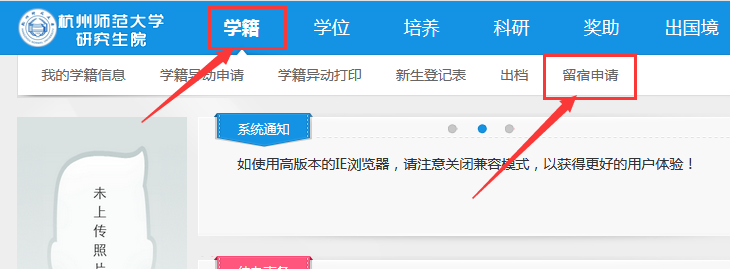 杭州师范大学
研究生院
学籍 学位 培养 科研 奖助 出国境
我的学籍信息 学籍异动申请 学籍异动打印 新生登记表 出档 留宿申请
系统通知
如使用高版本的IE浏览器，请注意关闭兼容模式，以获得更好的用户体验！
未
上
传
照
片